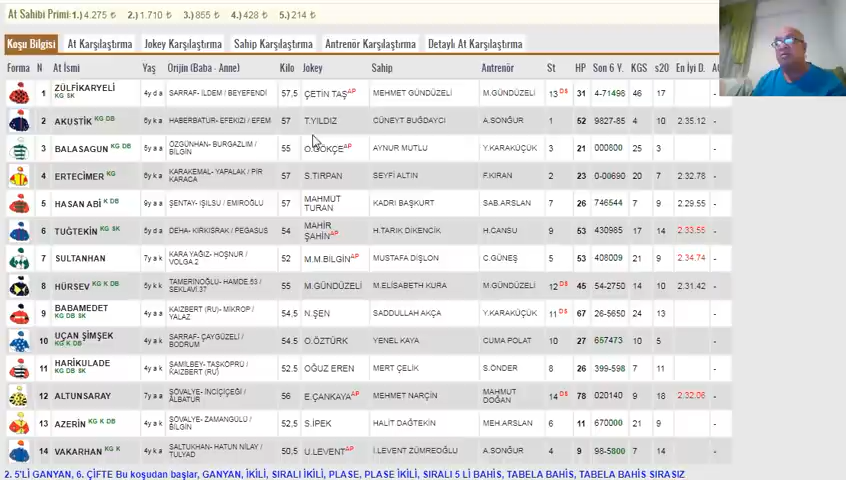 At Sahibi Primi: 1.) 4.275 ₺ 2.) 1.710 ₺ 3.) 855 ₺ 4.) 428 ₺ 5.) 214 ₺
Koşu Bilgisi At Karşılaştırma Jokey Karşılaştırma Sahip Karşılaştırma Antrenör Karşılaştırma Detaylı At Karşılaştırma
Forma N At İsmi Yaş Orijin (Baba - Anne) Kilo Jokey Sahip Antrenör St HP Son 6 Y. KGS s20 En İyi D.
1 ZÜLFİKARYELİ KG SK 4y d a SARRAF- İLDEM / BEYEFENDİ 57,5 ÇETİN TAŞ AP MEHMET GÜNDÜZELİ M.GÜNDÜZELİ 13 DS 31 4-71498 46 17 -
2 AKUSTİK KG DB 6y k a HABERBATUR- EFEKIZI / EFEM 57 T.YILDIZ CÜNEYT BUĞDAYCI A.SONĞUR 1 52 9827-85 4 10 2.35.12 -
3 BALASAGUN KG DB 5y a a ÖZGÜNHAN- BURGAZLIM / BİLGİN 55 O.GÖKÇE AP AYNUR MUTLU Y.KARAKÜÇÜK 3 21 000800 25 3 -
4 ERTECİMER KG 6y k a KARAKEMAL- YAFALAK / PİR KARACA 57 S.TIRPAN SEYFİ ALTIN F.KIRAN 2 23 0-00690 20 7 2.32.78 -
5 HASAN ABİ K DB 9y a a ŞENTAY- IŞILSU / EMİROĞLU 57 MAHMUT TURAN KADRİ BAŞKURT SAB.ARSLAN 7 26 746544 7 9 2.29.55 -
6 TUĞTEKİN KG SK 5y d a DEHA- KIRKISRAK / PEGASUS 54 MAHİR ŞAHİN AP H.TARIK DİKENCİK H.CANSU 9 53 430985 17 14 2.33.55 -
7 SULTANHAN 7y k k KARA YAĞIZ- HOŞNUR / VOLGA 2 52 M.M.BİLGİN AP MUSTAFA DİŞLON C.GÜNEŞ 5 53 408009 21 9 2.34.74 -
8 HÜRSEV KG K DB 5y k k TAMERİNOĞLU- HAMDE.53 / SEKLAVİ.37 55 M.GÜNDÜZELİ M.ELİSABETH KURA M.GÜNDÜZELİ 12 DS 45 54-2750 14 10 2.31.42 -
9 BABAMEDET KG DB SK 4y a a KAIZBERT (RU)- MIKROP / YALAZ 54,5 N.ŞEN SADDULLAH AKÇA Y.KARAKÜÇÜK 11 DS 67 26-5650 24 13 -
10 UÇAN ŞİMŞEK KG K DB 4y a k SARRAF- ÇAYGÜZELİ / BODRUM 54,5 G.ÖZTÜRK YENEL KAYA CUMA POLAT 10 27 657473 10 5 -
11 HARİKULADE KG DB SK 4y a k ŞAMİLBEY- TAŞKÖPRÜ / KAIZBERT (RU) 52,5 OĞUZ EREN MERT ÇELİK S.ÖNDER 8 26 399-598 7 11 -
12 ALTUNSARAY 7y a a SOVALYE- İNCİÇİÇEĞİ / ALBATUR 56 E.ÇANKAYA AP MEHMET NARÇİN MAHMUT DOĞAN 14 DS 78 020140 9 18 2.32.06 -
13 AZERİN KG K DB 4y a k SOVALYE- ZAMANGÜLÜ / BİLGİN 52,5 S.İPEK HALİT DAĞTEKİN MEH.ARSLAN 6 11 670000 21 9 -
14 VAKARHAN KG K 4y a k SALTUKHAN- HATUN NİLAY / TULYAD 50,5 U.LEVENT AP İ.LEVENT ZÜMREOĞLU A.SONĞUR 4 9 98-5800 7 14 -
2. 5'Lİ GANYAN, 6. ÇİFTE Bu koşudan başlar, GANYAN, İKİLİ, SIRALI İKİLİ, PLASE, PLASE İKİLİ, SIRALI 5 Lİ BAHİS, TABELA BAHİS, TABELA BAHİS SIRASIZ